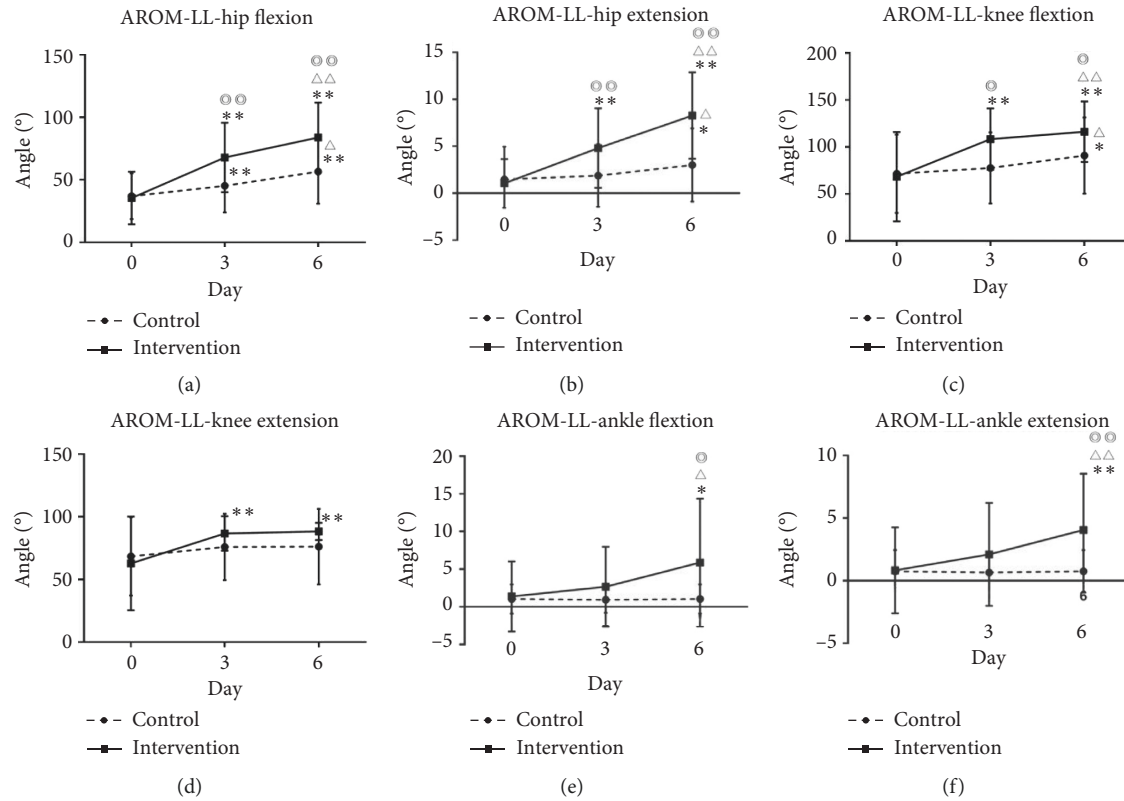 AROM-LL-hip flexion
150
◎◎
△△
**
◎◎
**
△
**
**
100
50
0
Angle (°)
0 3 6
Day
Control
Intervention
(a)
AROM-LL-hip extension
15
◎◎
△△
**
◎◎
**
△
*
10
5
0
−5
Angle (°)
0 3 6
Day
Control
Intervention
(b)
AROM-LL-knee flextion
200
◎
△△
**
◎
**
△
*
150
100
50
0
Angle (°)
0 3 6
Day
Control
Intervention
(c)
AROM-LL-knee extension
150
100
**
**
50
0
Angle (°)
0 3 6
Day
Control
Intervention
(d)
AROM-LL-ankle flextion
20
◎
△
*
15
10
5
0
−5
Angle (°)
0 3 6
Day
Control
Intervention
(e)
AROM-LL-ankle extension
10
◎◎
△△
**
5
0
−5
Angle (°)
6
0 3 6
Day
Control
Intervention
(f)